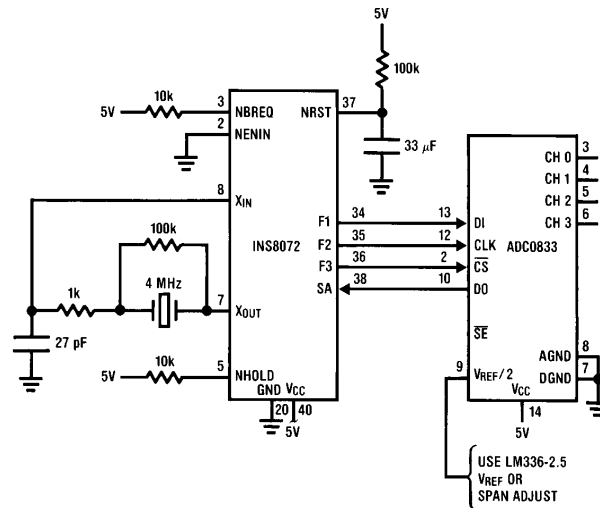 5V
100k
10k
5V
3
NBREQ
NRST
37
2
NENIN
33 μF
3
CH 0
4
CH 1
5
CH 2
6
CH 3
8
XIN
F1
34
13
DI
100k
INS8072
F2
35
12
CLK
ADC0833
F3
36
2
CS
4 MHz
SA
38
10
DO
1k
7
XOUT
27 pF
SE
10k
5V
5
NHOLD
GND VCC
20
40
5V
8
AGND
9
VREF/2
7
DGND
VCC
14
5V
USE LM336-2.5
VREF OR
SPAN ADJUST